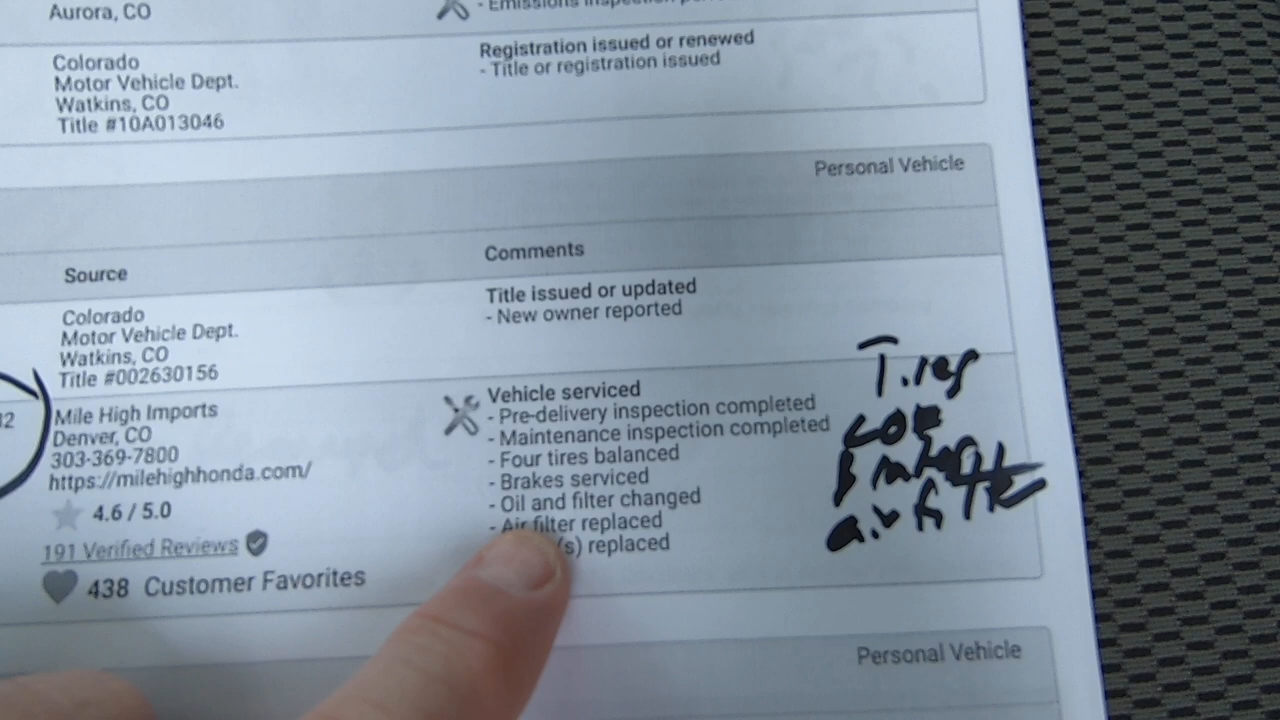 Aurora, CO
- Emissions inspection
Colorado
Motor Vehicle Dept.
Watkins, CO
Title #10A013046
Registration issued or renewed
- Title or registration issued
Personal Vehicle
Source
Comments
Colorado
Motor Vehicle Dept.
Watkins, CO
Title #002630156
Title issued or updated
- New owner reported
Mile High Imports
Denver, CO
303-369-7800
https://milehighhonda.com/
4.6 / 5.0
191 Verified Reviews
438 Customer Favorites
Vehicle serviced
- Pre-delivery inspection completed
- Maintenance inspection completed
- Four tires balanced
- Brakes serviced
- Oil and filter changed
- Air filter replaced
(s) replaced
Tires
Personal Vehicle